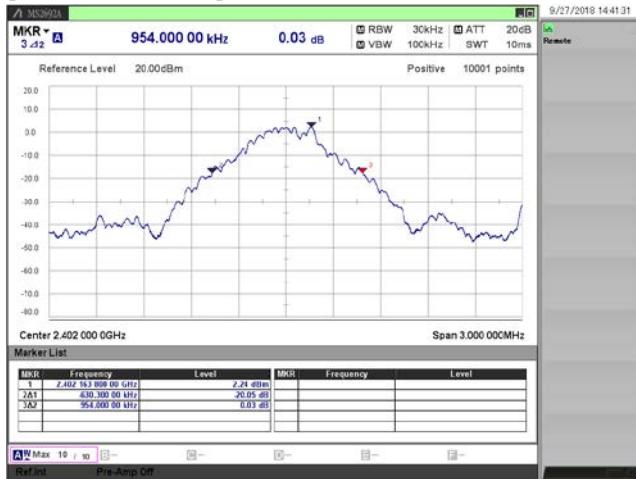 MS2692A
9/27/2018 14:41:31
MKR
3Δ2 A 954.000 00 kHz 0.03 dB
M RBW 30kHz M ATT 20dB
M VBW 100kHz SWT 10ms
Remote
Reference Level 20.00dBm Positive 10001 points
20.0
10.0
0.0
-10.0
-20.0
-30.0
-40.0
-50.0
-60.0
-70.0
-80.0
1
2
3
Center 2.402 000 0GHz Span 3.000 000MHz
Marker List
MKR Frequency Level MKR Frequency Level
1 2.402 163 800 00 GHz 2.24 dBm
2Δ1 -630.300 00 kHz -20.05 dB
3Δ2 954.000 00 kHz 0.03 dB
A W Max 10 / 10
Ref.Int Pre-Amp Off